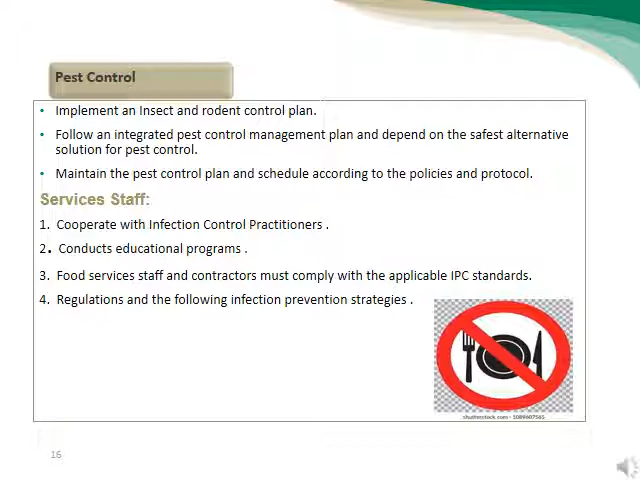 Pest Control
• Implement an Insect and rodent control plan.
• Follow an integrated pest control management plan and depend on the safest alternative
solution for pest control.
• Maintain the pest control plan and schedule according to the policies and protocol.
Services Staff:
1. Cooperate with Infection Control Practitioners .
2. Conducts educational programs .
3. Food services staff and contractors must comply with the applicable IPC standards.
4. Regulations and the following infection prevention strategies .
shutterstock.com · 1089607565
16